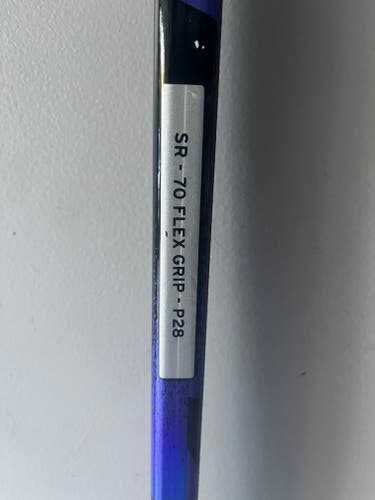 SR - 70 FLEX GRIP - P28